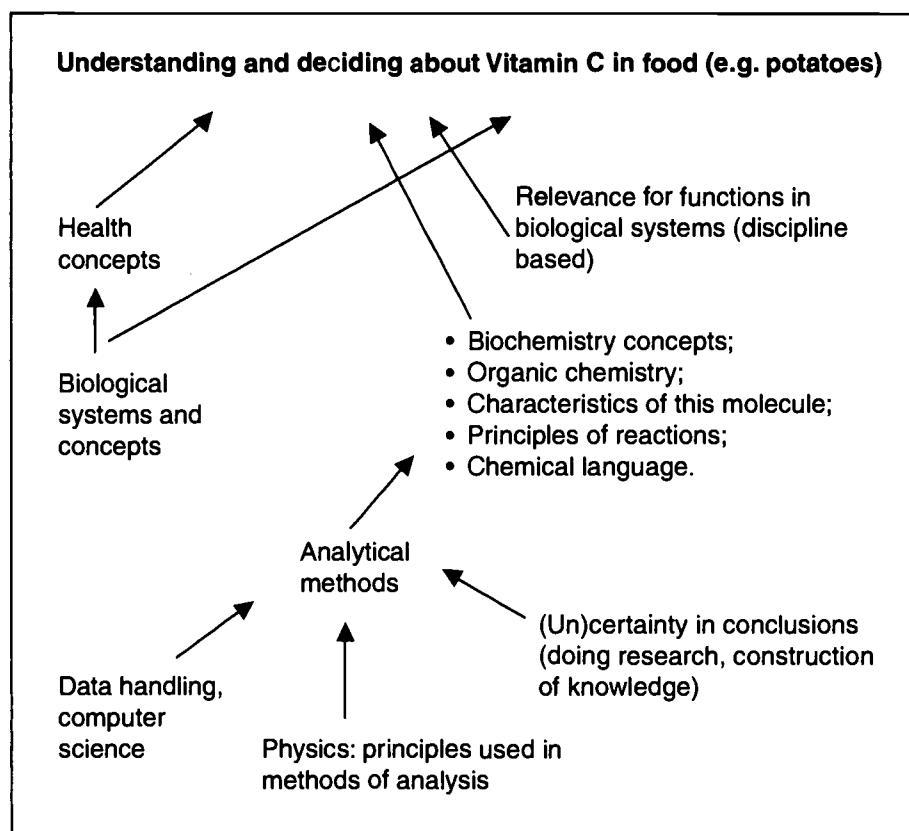 Understanding and deciding about Vitamin C in food (e.g. potatoes)
Relevance for functions in
biological systems (discipline
based)
Health
concepts
• Biochemistry concepts;
• Organic chemistry;
• Characteristics of this molecule;
• Principles of reactions;
• Chemical language.
Biological
systems and
concepts
Analytical
methods
(Un)certainty in conclusions
(doing research, construction
of knowledge)
Data handling,
computer
science
Physics: principles used in
methods of analysis